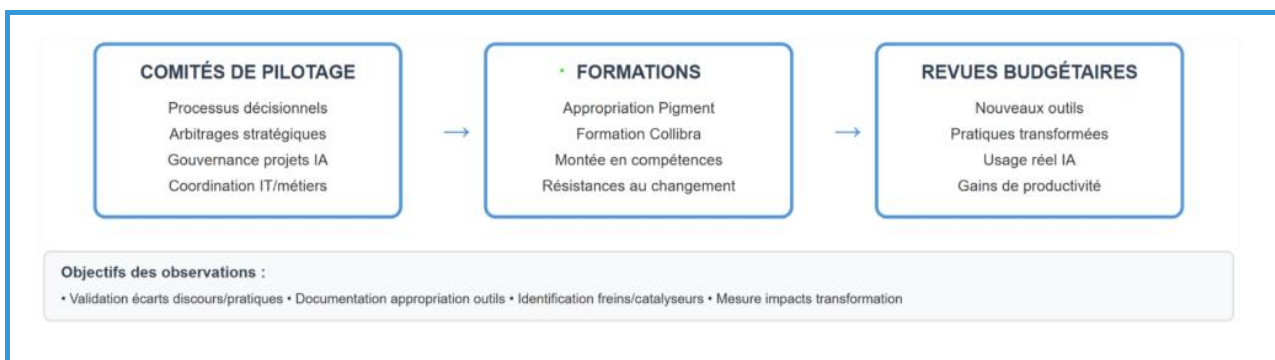 COMITÉS DE PILOTAGE
Processus décisionnels
Arbitrages stratégiques
Gouvernance projets IA
Coordination IT/métiers
→
FORMATIONS
Appropriation Pigment
Formation Collibra
Montée en compétences
Résistances au changement
→
REVUES BUDGÉTAIRES
Nouveaux outils
Pratiques transformées
Usage réel IA
Gains de productivité
Objectifs des observations :
• Validation écarts discours/pratiques • Documentation appropriation outils • Identification freins/catalyseurs • Mesure impacts transformation